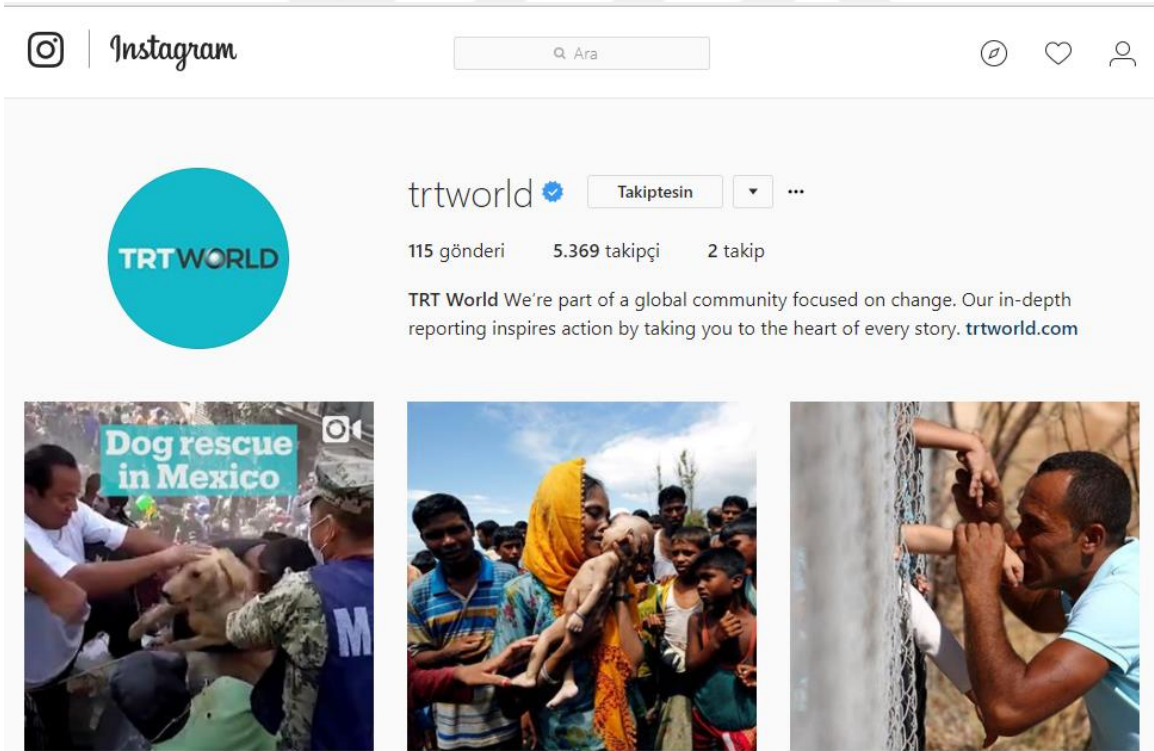 Instagram
Ara
trtworld Takiptesin
115 gönderi 5.369 takipçi 2 takip
TRT World We're part of a global community focused on change. Our in-depth
reporting inspires action by taking you to the heart of every story. trtworld.com
TRT WORLD
Dog rescue
in Mexico
M